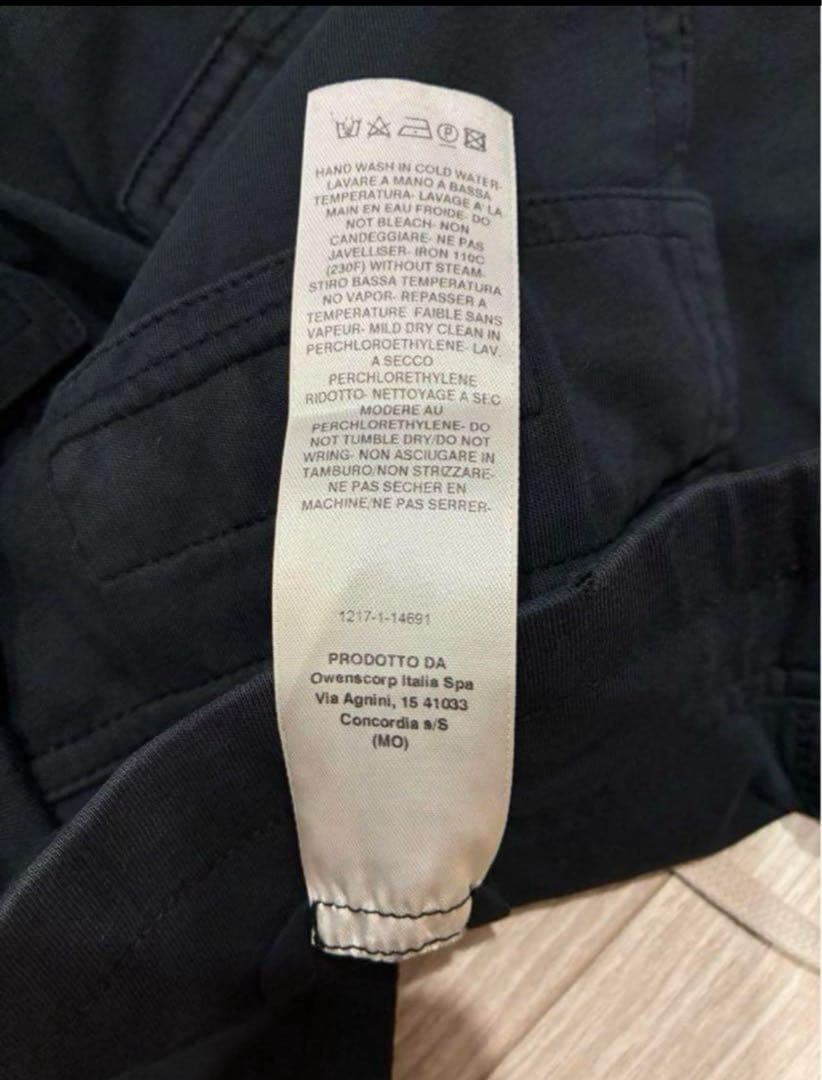 HAND WASH IN COLD WATER-
LAVARE A MANO A BASSA
TEMPERATURA- LAVAGE A' LA
MAIN EN EAU FROIDE- DO
NOT BLEACH- NON
CANDEGGIARE- NE PAS
JAVELLISER- IRON 110C
(230F) WITHOUT STEAM-
STIRO BASSA TEMPERATURA
NO VAPOR- REPASSER A
TEMPERATURE FAIBLE SANS
VAPEUR- MILD DRY CLEAN IN
PERCHLOROETHYLENE- LAV.
A SECCO
PERCHLORETHYLENE
RIDOTTO- NETTOYAGE A SEC
MODERE AU
PERCHLORETHYLENE- DO
NOT TUMBLE DRY/DO NOT
WRING- NON ASCIUGARE IN
TAMBURO/NON STRIZZARE-
NE PAS SECHER EN
MACHINE/NE PAS SERRER-
1217-1-14691
PRODOTTO DA
Owenscorp Italia Spa
Via Agnini, 15 41033
Concordia s/S
(MO)